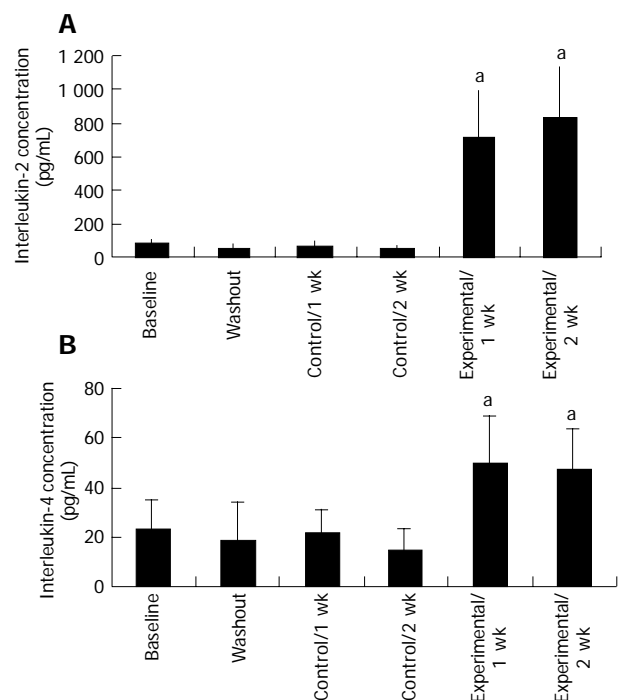 A
Interleukin-2 concentration
(pg/mL)
1 200
1 000
800
600
400
200
0
a
a
Baseline
Washout
Control/1 wk
Control/2 wk
Experimental/
1 wk
Experimental/
2 wk
B
Interleukin-4 concentration
(pg/mL)
80
60
40
20
0
a
a
Baseline
Washout
Control/1 wk
Control/2 wk
Experimental/
1 wk
Experimental/
2 wk